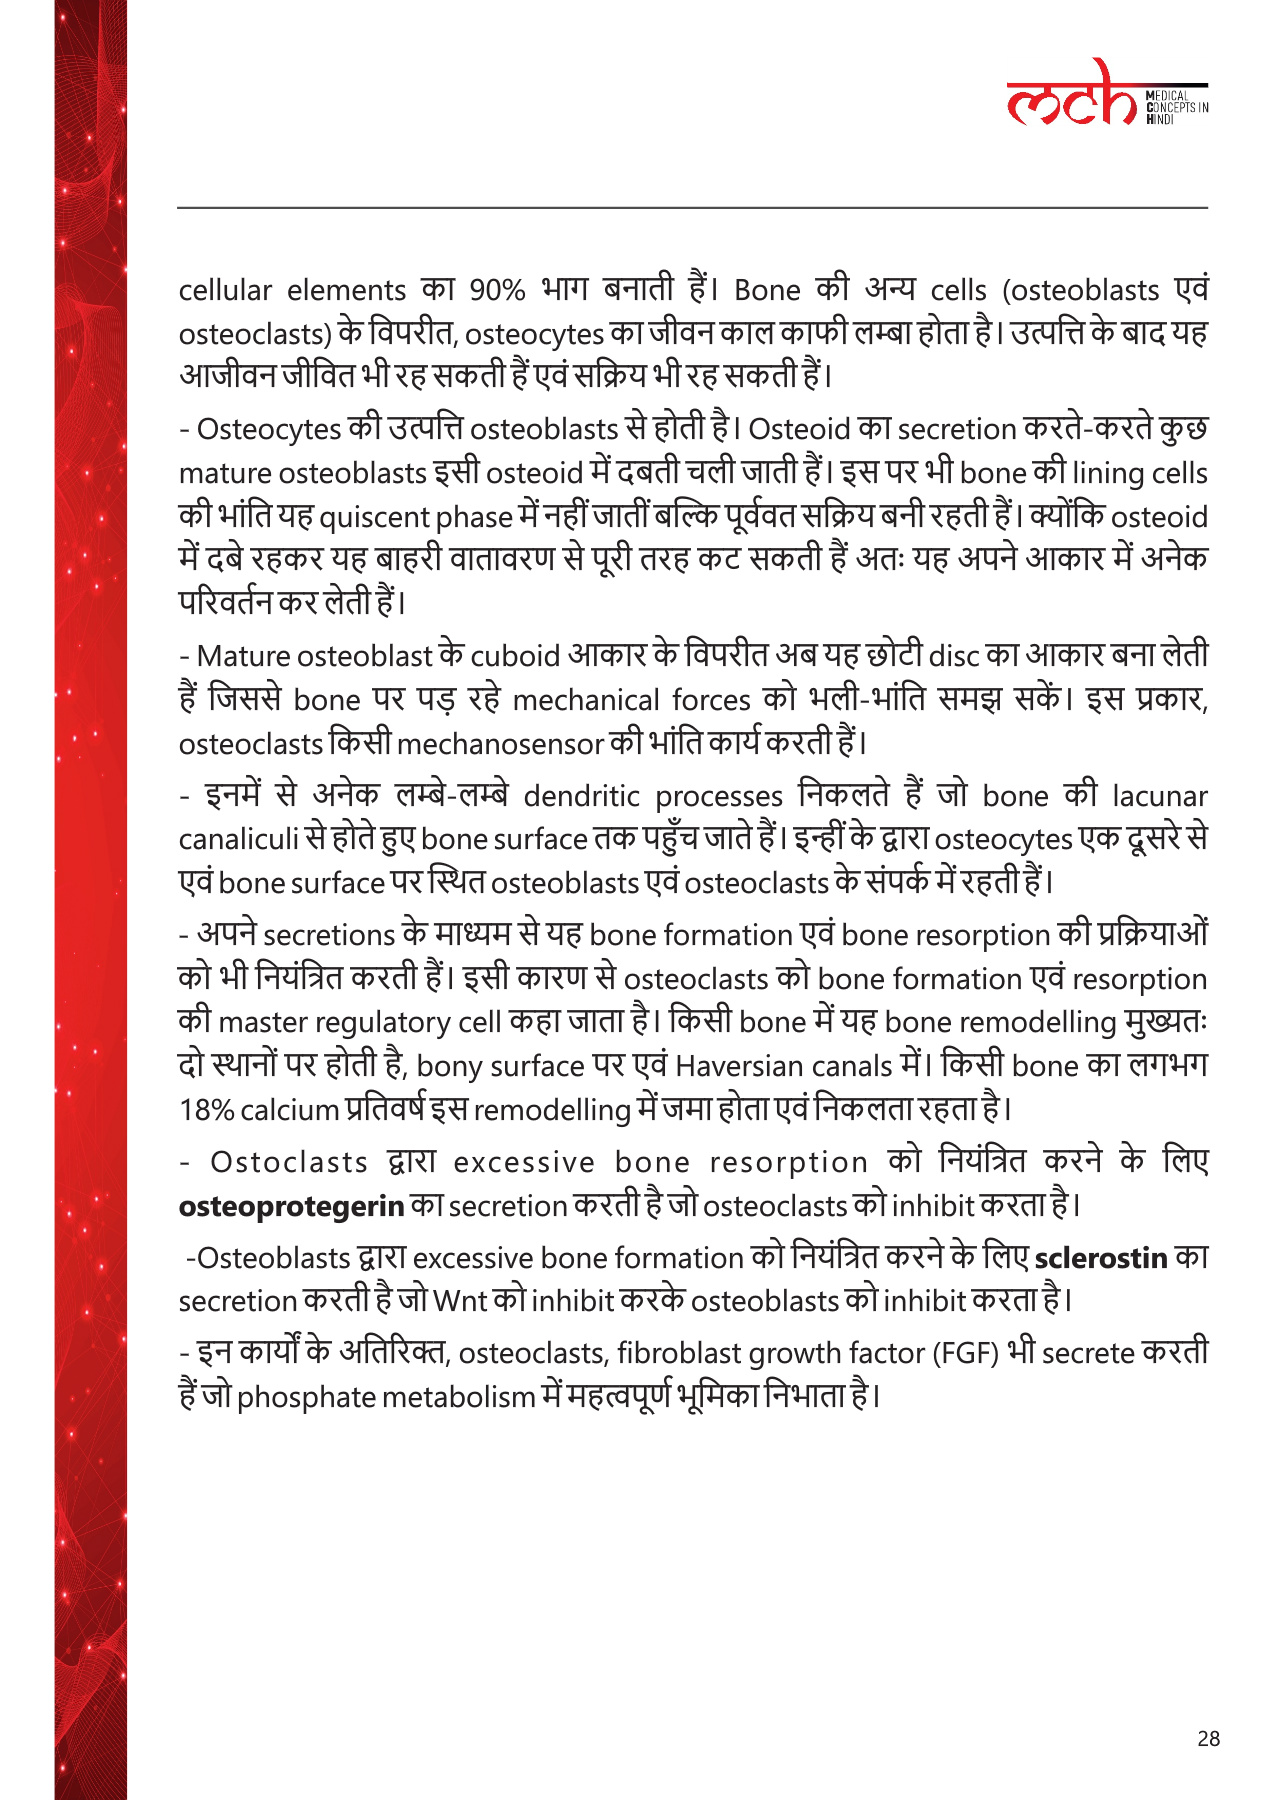 mch MEDICAL
CONCEPTS IN
HINDI
cellular elements का 90% भाग बनाती हैं। Bone की अन्य cells (osteoblasts एवं
osteoclasts) के विपरीत, osteocytes का जीवन काल काफी लम्बा होता है। उत्पत्ति के बाद यह
आजीवन जीवित भी रह सकती हैं एवं सक्रिय भी रह सकती हैं।
- Osteocytes की उत्पत्ति osteoblasts से होती है। Osteoid का secretion करते-करते कुछ
mature osteoblasts इसी osteoid में दबती चली जाती हैं। इस पर भी bone की lining cells
की भांति यह quiscent phase में नहीं जातीं बल्कि पूर्ववत सक्रिय बनी रहती हैं। क्योंकि osteoid
में दबे रहकर यह बाहरी वातावरण से पूरी तरह कट सकती हैं अतः यह अपने आकार में अनेक
परिवर्तन कर लेती हैं।
- Mature osteoblast के cuboid आकार के विपरीत अब यह छोटी disc का आकार बना लेती
हैं जिससे bone पर पड़ रहे mechanical forces को भली-भांति समझ सकें। इस प्रकार,
osteoclasts किसी mechanosensor की भांति कार्य करती हैं।
- इनमें से अनेक लम्बे-लम्बे dendritic processes निकलते हैं जो bone की lacunar
canaliculi से होते हुए bone surface तक पहुँच जाते हैं। इन्हीं के द्वारा osteocytes एक दूसरे से
एवं bone surface पर स्थित osteoblasts एवं osteoclasts के संपर्क में रहती हैं।
- अपने secretions के माध्यम से यह bone formation एवं bone resorption की प्रक्रियाओं
को भी नियंत्रित करती हैं। इसी कारण से osteoclasts को bone formation एवं resorption
की master regulatory cell कहा जाता है। किसी bone में यह bone remodelling मुख्यतः
दो स्थानों पर होती है, bony surface पर एवं Haversian canals में। किसी bone का लगभग
18% calcium प्रतिवर्ष इस remodelling में जमा होता एवं निकलता रहता है।
- Ostoclasts द्वारा excessive bone resorption को नियंत्रित करने के लिए
osteoprotegerin का secretion करती है जो osteoclasts को inhibit करता है।
-Osteoblasts द्वारा excessive bone formation को नियंत्रित करने के लिए sclerostin का
secretion करती है जो Wnt को inhibit करके osteoblasts को inhibit करता है।
- इन कार्यों के अतिरिक्त, osteoclasts, fibroblast growth factor (FGF) भी secrete करती
हैं जो phosphate metabolism में महत्वपूर्ण भूमिका निभाता है।
28